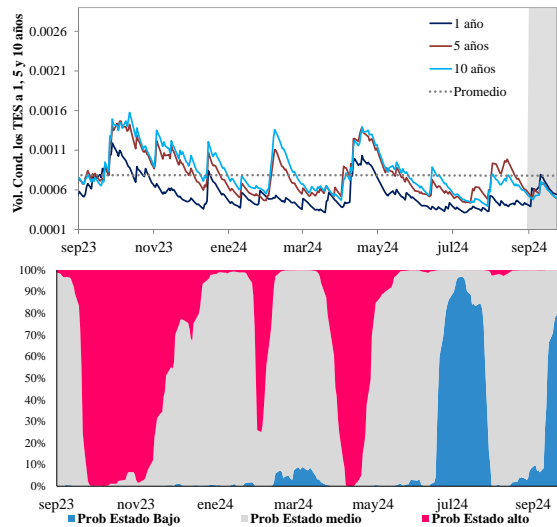 Vol. Cond. los TES a 1, 5 y 10 años
0.0026
0.0021
0.0016
0.0011
0.0006
0.0001
1 año
5 años
10 años
Promedio
sep23 nov23 ene24 mar24 may24 jul24 sep24
100%
90%
80%
70%
60%
50%
40%
30%
20%
10%
0%
sep23 nov23 ene24 mar24 may24 jul24 sep24
Prob Estado Bajo Prob Estado medio Prob Estado alto